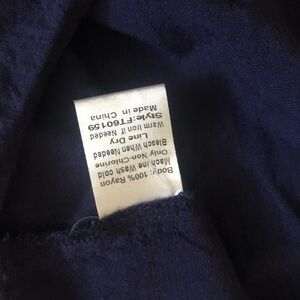 Body: 100% Rayon
Machine Wash cold
Only Non-Chlorine
Bleach When Needed
Line Dry
Warm Iron If Needed
Style:FT60159
Made in China